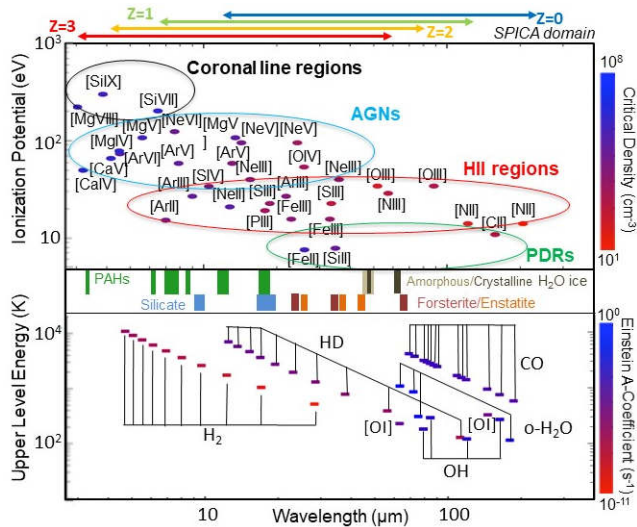 Z=1
Z=0
Z=3
Z=2
SPICA domain
10³
Coronal line regions
10⁸
[SiIX]
[SiVII]
[MgVIII]
[MgV]
[NeVI]
[MgV
[NeV]
[NeV]
AGNs
]
10²
[MgIV]
[ArVI]
[ArV]
[ArV]
[OIV]
[NeIII]
[NeIII]
[CaV]
[CaIV]
[ArIII]
[SIV]
[NeII]
[SIII]
[ArIII]
[SIII]
[OIII]
[OIII]
HII regions
[NIII]
[ArII]
[PIII]
[FeIII]
[FeIII]
[NII]
[CII]
[NII]
10
[FeII]
[SiII]
PDRs
10¹
Ionization Potential (eV)
Critical Density (cm⁻³)
PAHs
Amorphous/Crystalline H₂O ice
Silicate
Forsterite/Enstatite
10⁴
10⁰
HD
CO
[OI]
[OI]
o-H₂O
H₂
OH
10²
10⁻¹¹
Upper Level Energy (K)
Einstein A-Coefficient (s⁻¹)
10
100
Wavelength (μm)